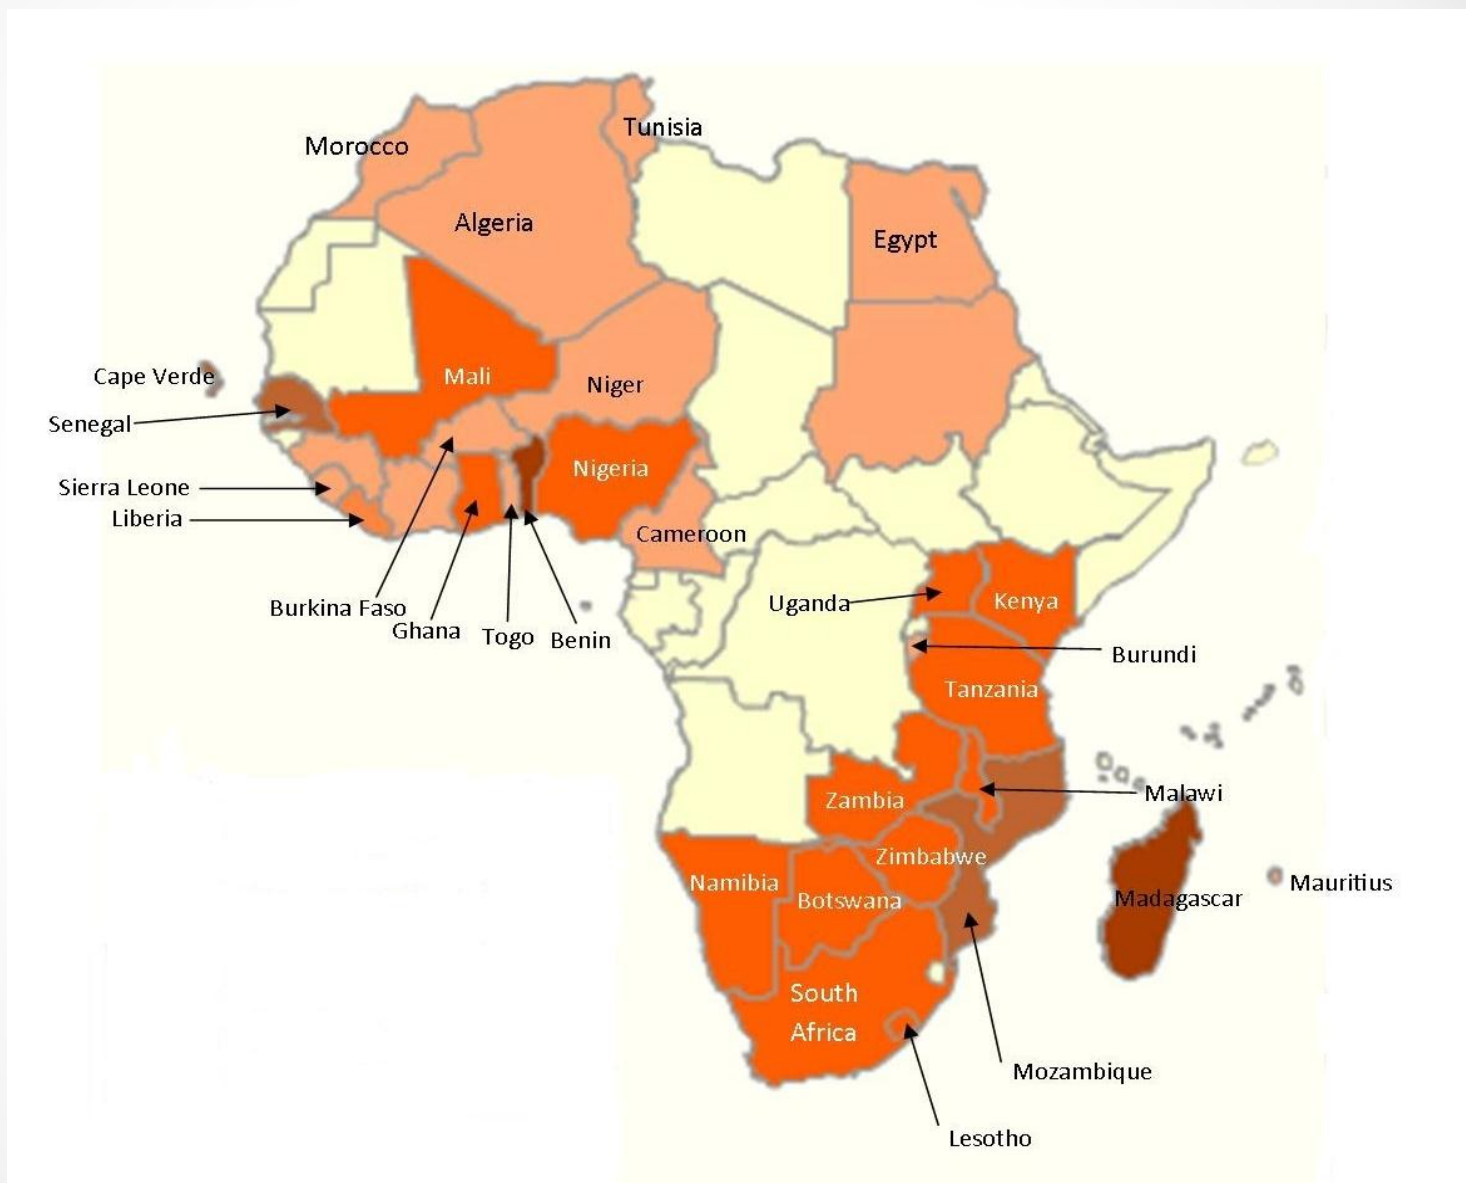 Tunisia
Morocco
Algeria
Egypt
Cape Verde
Mali
Niger
Senegal
Nigeria
Sierra Leone
Liberia
Cameroon
Burkina Faso
Ghana
Togo
Benin
Uganda
Kenya
Burundi
Tanzania
Zambia
Malawi
Zimbabwe
Namibia
Botswana
Madagascar
Mauritius
South
Africa
Mozambique
Lesotho